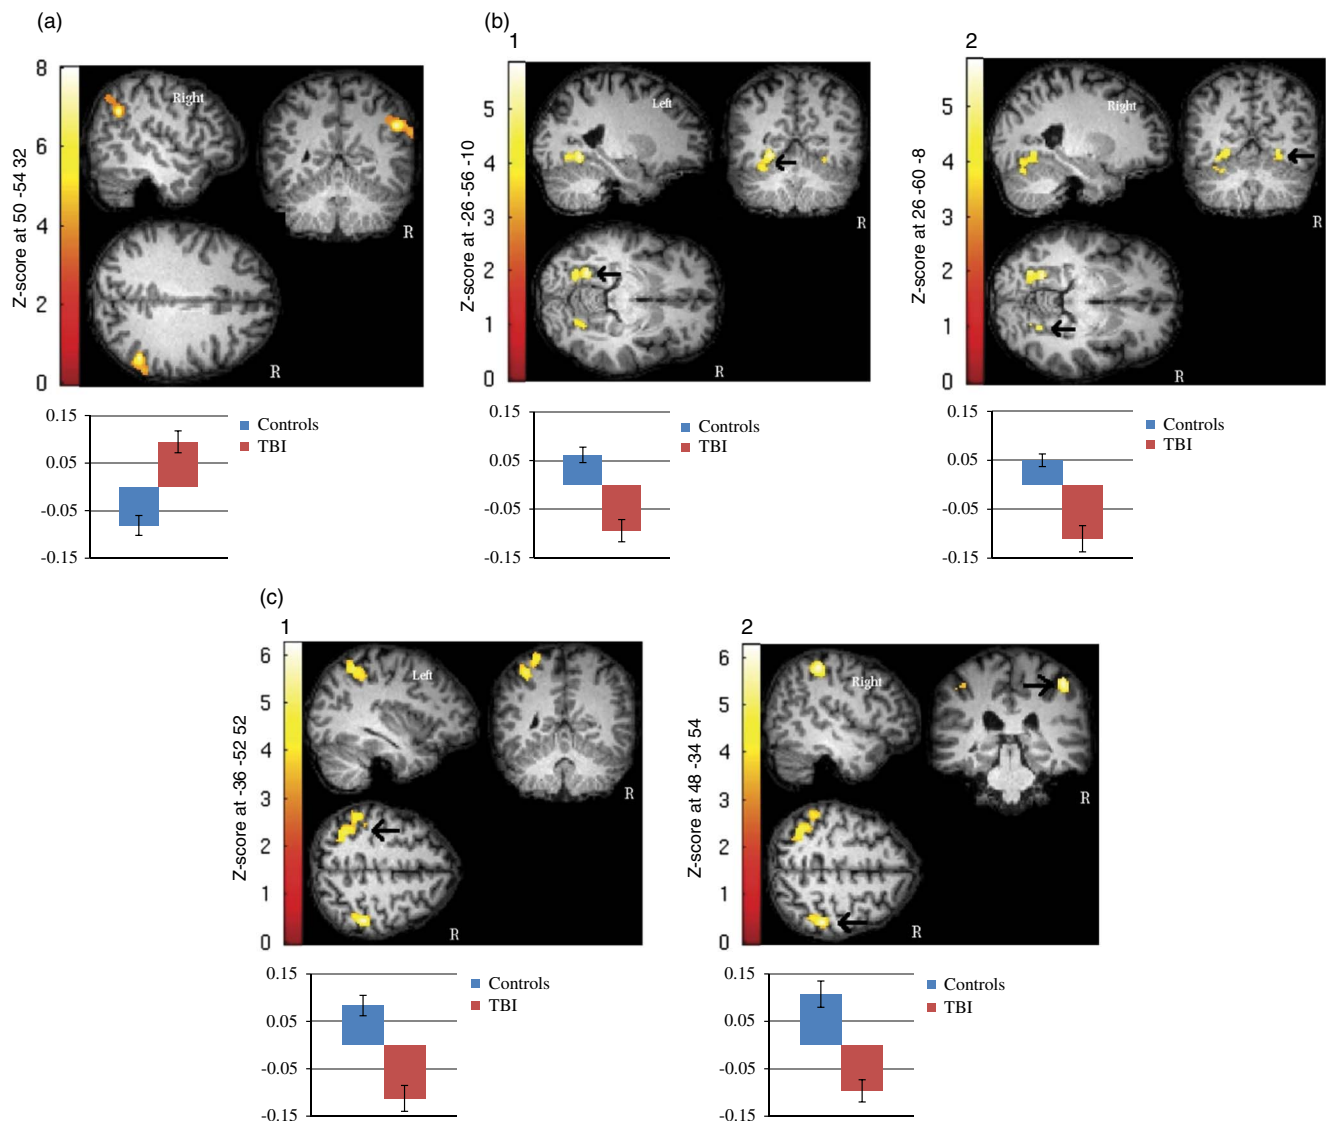 (a)
Z-score at 50 -54 32
8
6
4
2
0
Right
R
0.15
0.05
-0.05
-0.15
Controls
TBI
(b)
1
Z-score at -26 -56 -10
5
4
3
2
1
0
Left
R
R
0.15
0.05
-0.05
-0.15
Controls
TBI
2
Z-score at 26 -60 -8
5
4
3
2
1
0
Right
R
R
0.15
0.05
-0.05
-0.15
Controls
TBI
(c)
1
Z-score at -36 -52 52
6
5
4
3
2
1
0
Left
R
R
0.15
0.05
-0.05
-0.15
Controls
TBI
2
Z-score at 48 -34 54
6
5
4
3
2
1
0
Right
R
R
0.15
0.05
-0.05
-0.15
Controls
TBI